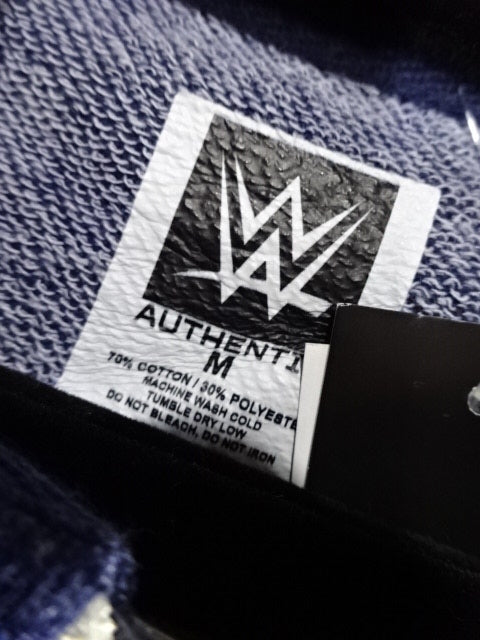 W
AUTHENTI
M
70% COTTON / 30% POLYESTE
MACHINE WASH COLD
TUMBLE DRY LOW
DO NOT BLEACH, DO NOT IRON